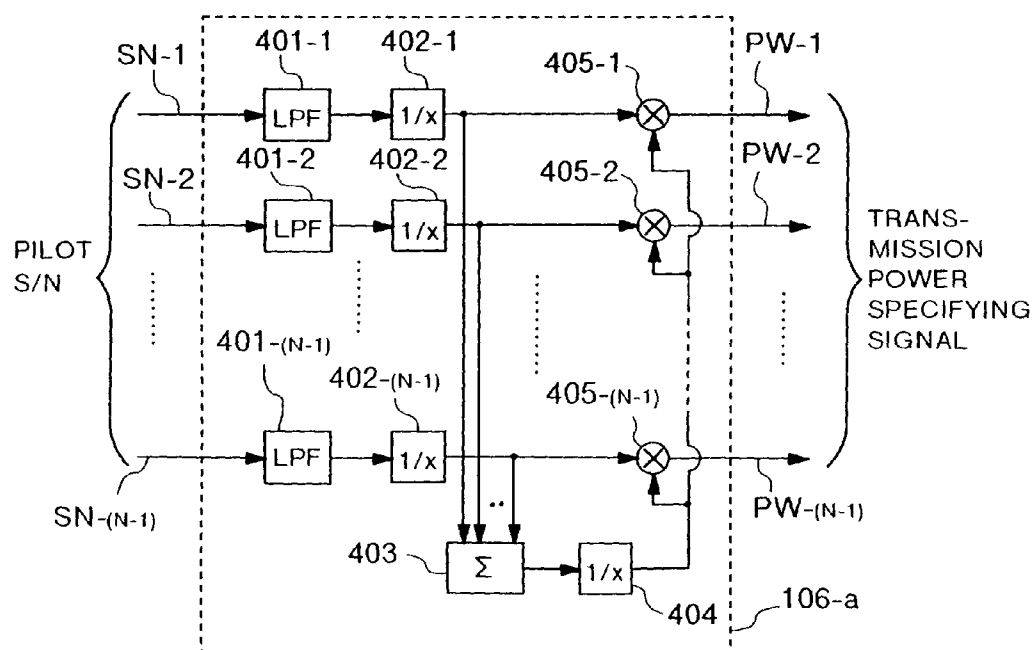 401-1
402-1
SN-1
405-1
PW-1
LPF
1/x
401-2
402-2
SN-2
405-2
PW-2
LPF
1/x
PILOT
S/N
TRANS-
MISSION
POWER
SPECIFYING
SIGNAL
401-(N-1)
402-(N-1)
405-(N-1)
LPF
1/x
SN-(N-1)
PW-(N-1)
403
Σ
1/x
404
106-a